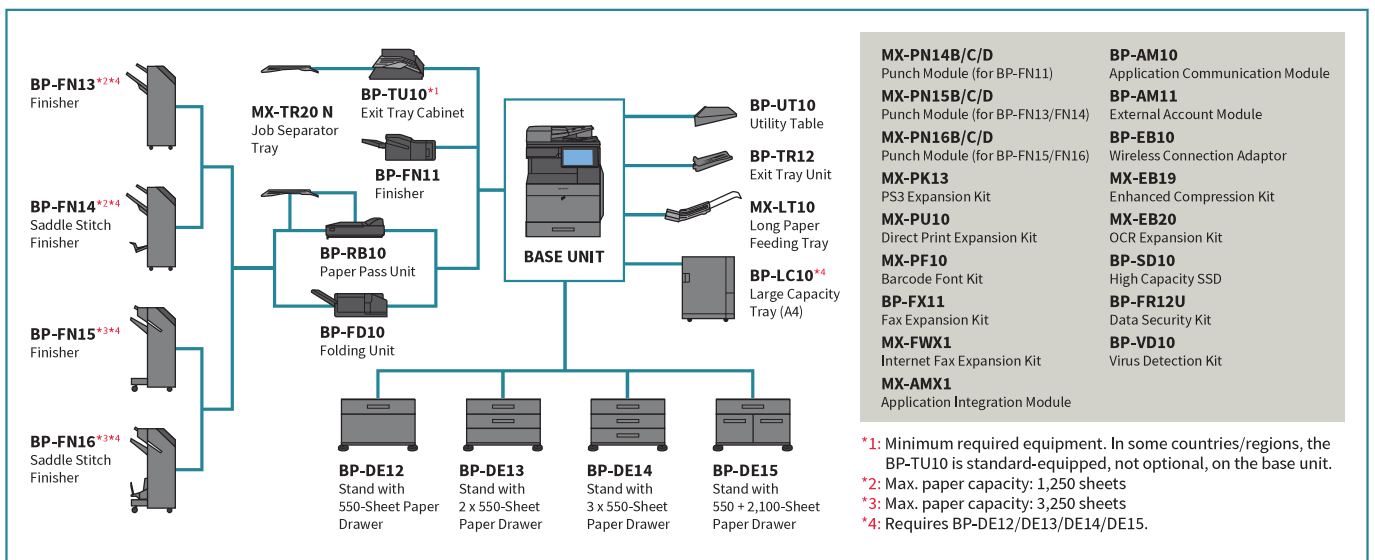 BP-FN13*2*4
Finisher
BP-FN14*2*4
Saddle Stitch
Finisher
BP-FN15*3*4
Finisher
BP-FN16*3*4
Saddle Stitch
Finisher
MX-TR20 N
Job Separator
Tray
BP-TU10*1
Exit Tray Cabinet
BP-FN11
Finisher
BP-RB10
Paper Pass Unit
BP-FD10
Folding Unit
BASE UNIT
BP-UT10
Utility Table
BP-TR12
Exit Tray Unit
MX-LT10
Long Paper
Feeding Tray
BP-LC10*4
Large Capacity
Tray (A4)
BP-DE12
Stand with
550-Sheet Paper
Drawer
BP-DE13
Stand with
2 x 550-Sheet
Paper Drawer
BP-DE14
Stand with
3 x 550-Sheet
Paper Drawer
BP-DE15
Stand with
550 + 2,100-Sheet
Paper Drawer
MX-PN14B/C/D
Punch Module (for BP-FN11)
MX-PN15B/C/D
Punch Module (for BP-FN13/FN14)
MX-PN16B/C/D
Punch Module (for BP-FN15/FN16)
MX-PK13
PS3 Expansion Kit
MX-PU10
Direct Print Expansion Kit
MX-PF10
Barcode Font Kit
BP-FX11
Fax Expansion Kit
MX-FWX1
Internet Fax Expansion Kit
MX-AMX1
Application Integration Module
BP-AM10
Application Communication Module
BP-AM11
External Account Module
BP-EB10
Wireless Connection Adaptor
MX-EB19
Enhanced Compression Kit
MX-EB20
OCR Expansion Kit
BP-SD10
High Capacity SSD
BP-FR12U
Data Security Kit
BP-VD10
Virus Detection Kit
*1: Minimum required equipment. In some countries/regions, the
BP-TU10 is standard-equipped, not optional, on the base unit.
*2: Max. paper capacity: 1,250 sheets
*3: Max. paper capacity: 3,250 sheets
*4: Requires BP-DE12/DE13/DE14/DE15.